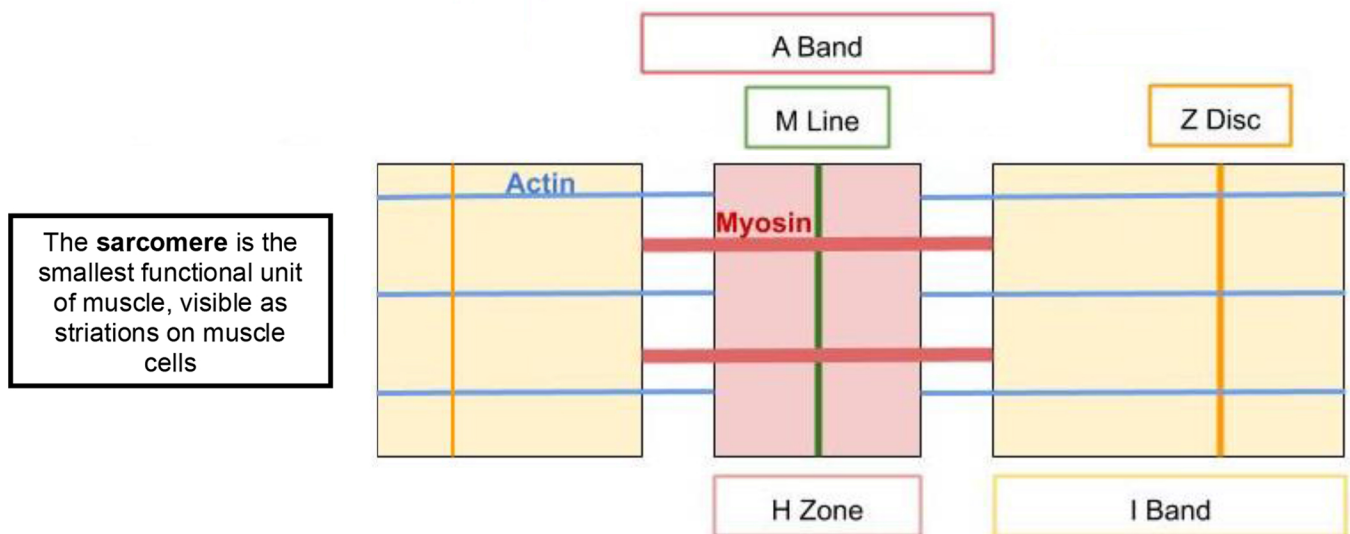 A Band
M Line
Z Disc
Actin
Myosin
The sarcomere is the
smallest functional unit
of muscle, visible as
striations on muscle
cells
H Zone
I Band